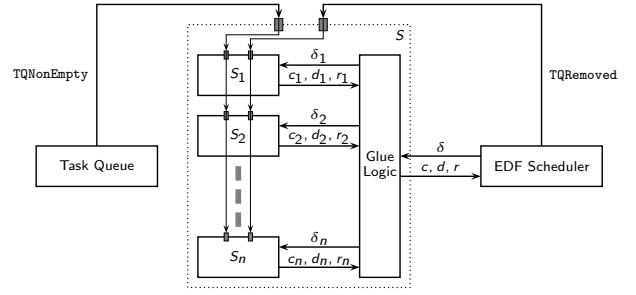 S
TQNonEmpty
TQRemoved
S1
δ1
c1, d1, r1
S2
δ2
c2, d2, r2
Task Queue
Glue
Logic
δ
c, d, r
EDF Scheduler
Sn
δn
cn, dn, rn